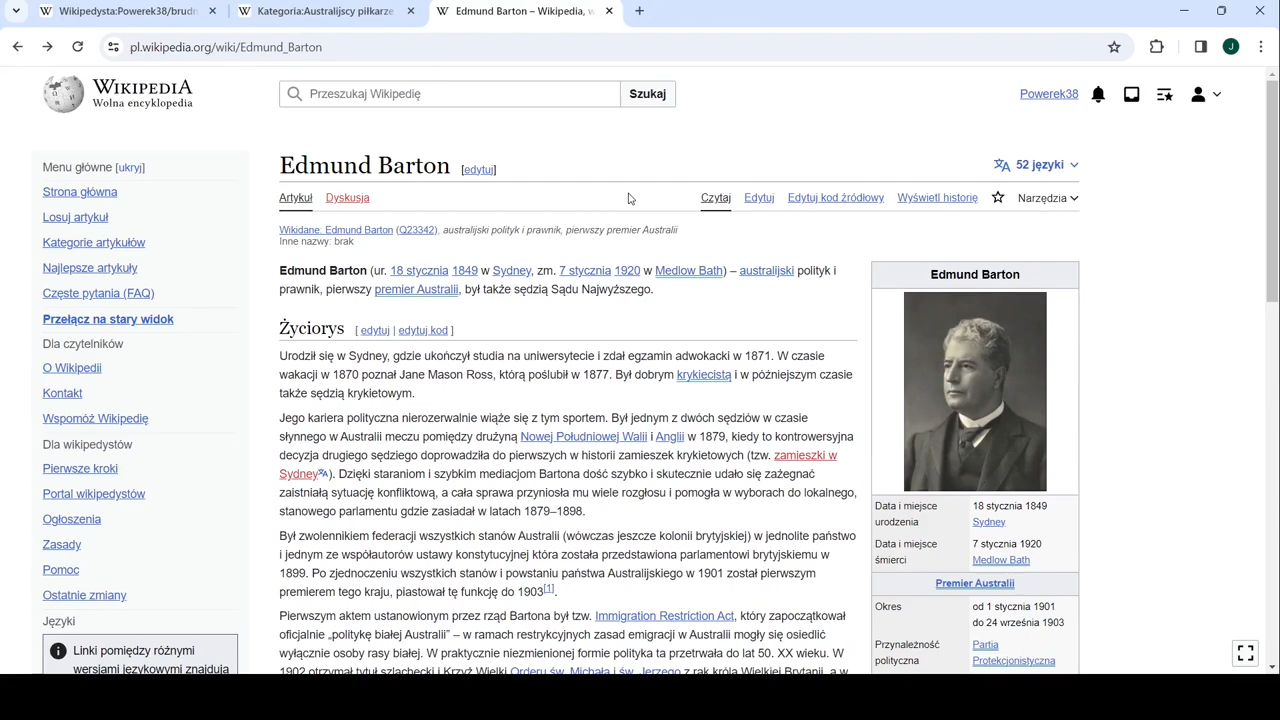 Wikipedysta:Powerek38/brudn
Kategoria:Australijscy piłkarze
Edmund Barton – Wikipedia, w
pl.wikipedia.org/wiki/Edmund_Barton
J
WIKIPEDIA
Wolna encyklopedia
Przeszukaj Wikipedię
Szukaj
Powerek38
Menu główne [ukryj]
Strona główna
Losuj artykuł
Kategorie artykułów
Najlepsze artykuły
Częste pytania (FAQ)
Przełącz na stary widok
Dla czytelników
O Wikipedii
Kontakt
Wspomóż Wikipedię
Dla wikipedystów
Pierwsze kroki
Portal wikipedystów
Ogłoszenia
Zasady
Pomoc
Ostatnie zmiany
Języki
Linki pomiędzy różnymi
wersjami językowymi znajdują
Edmund Barton [edytuj]
52 języki
Artykuł Dyskusja
Czytaj Edytuj Edytuj kod źródłowy Wyświetl historię Narzędzia
Wikidane: Edmund Barton (Q23342), australijski polityk i prawnik, pierwszy premier Australii
Inne nazwy: brak
Edmund Barton (ur. 18 stycznia 1849 w Sydney, zm. 7 stycznia 1920 w Medlow Bath) – australijski polityk i
prawnik, pierwszy premier Australii, był także sędzią Sądu Najwyższego.
Życiorys [ edytuj | edytuj kod ]
Urodził się w Sydney, gdzie ukończył studia na uniwersytecie i zdał egzamin adwokacki w 1871. W czasie
wakacji w 1870 poznał Jane Mason Ross, którą poślubił w 1877. Był dobrym krykiecistą i w późniejszym czasie
także sędzią krykietowym.
Jego kariera polityczna nierozerwalnie wiąże się z tym sportem. Był jednym z dwóch sędziów w czasie
słynnego w Australii meczu pomiędzy drużyną Nowej Południowej Walii i Anglii w 1879, kiedy to kontrowersyjna
decyzja drugiego sędziego doprowadziła do pierwszych w historii zamieszek krykietowych (tzw. zamieszki w
Sydney). Dzięki staraniom i szybkim mediacjom Bartona dość szybko i skutecznie udało się zażegnać
zaistniałą sytuację konfliktową, a cała sprawa przyniosła mu wiele rozgłosu i pomogła w wyborach do lokalnego,
stanowego parlamentu gdzie zasiadał w latach 1879–1898.
Był zwolennikiem federacji wszystkich stanów Australii (wówczas jeszcze kolonii brytyjskiej) w jednolite państwo
i jednym ze współautorów ustawy konstytucyjnej która została przedstawiona parlamentowi brytyjskiemu w
1899. Po zjednoczeniu wszystkich stanów i powstaniu państwa Australijskiego w 1901 został pierwszym
premierem tego kraju, piastował tę funkcję do 1903[1].
Pierwszym aktem ustanowionym przez rząd Bartona był tzw. Immigration Restriction Act, który zapoczątkował
oficjalnie „politykę białej Australii” – w ramach restrykcyjnych zasad emigracji w Australii mogły się osiedlić
wyłącznie osoby rasy białej. W praktycznie niezmienionej formie polityka ta przetrwała do lat 50. XX wieku. W
1902 otrzymał tytuł szlachecki i Krzyż Wielki Orderu św. Michała i św. Jerzego z rąk króla Wielkiej Brytanii, a w
Edmund Barton
Data i miejsce
urodzenia
18 stycznia 1849
Sydney
Data i miejsce
śmierci
7 stycznia 1920
Medlow Bath
Premier Australii
Okres
od 1 stycznia 1901
do 24 września 1903
Przynależność
polityczna
Partia
Protekcjonistyczna